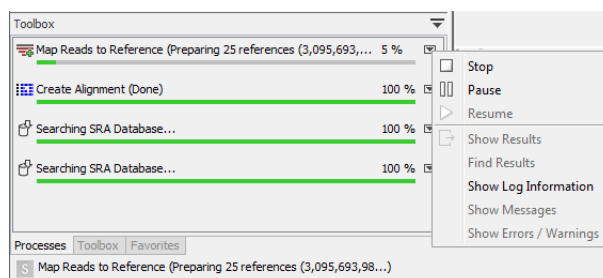 Toolbox
Map Reads to Reference (Preparing 25 references (3,095,693,... 5 %
Create Alignment (Done) 100 %
Searching SRA Database... 100 %
Searching SRA Database... 100 %
Stop
Pause
Resume
Show Results
Find Results
Show Log Information
Show Messages
Show Errors / Warnings
Processes Toolbox Favorites
S Map Reads to Reference (Preparing 25 references (3,095,693,98...)